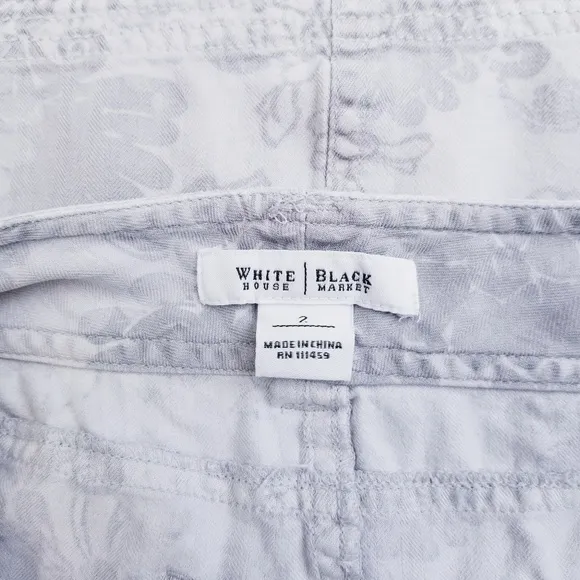 WHITE | BLACK
HOUSE MARKET
2
MADE IN CHINA
RN 111459